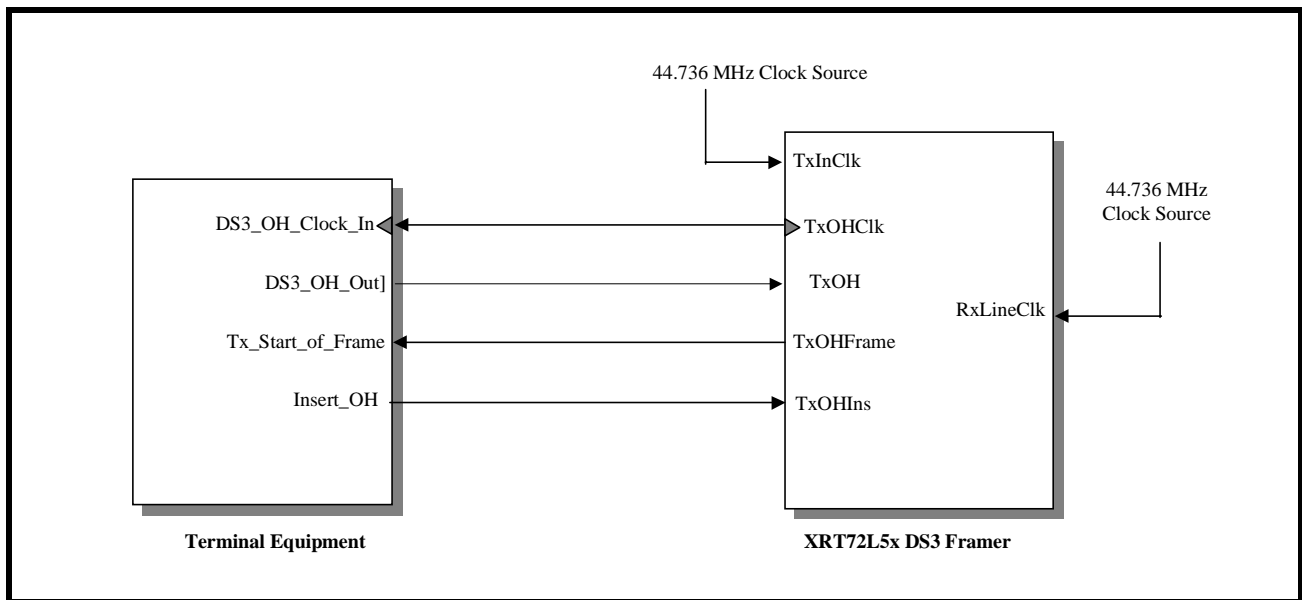 44.736 MHz Clock Source
TxInClk
44.736 MHz
Clock Source
DS3_OH_Clock_In
TxOHClk
DS3_OH_Out]
TxOH
RxLineClk
Tx_Start_of_Frame
TxOHFrame
Insert_OH
TxOHIns
Terminal Equipment
XRT72L5x DS3 Framer